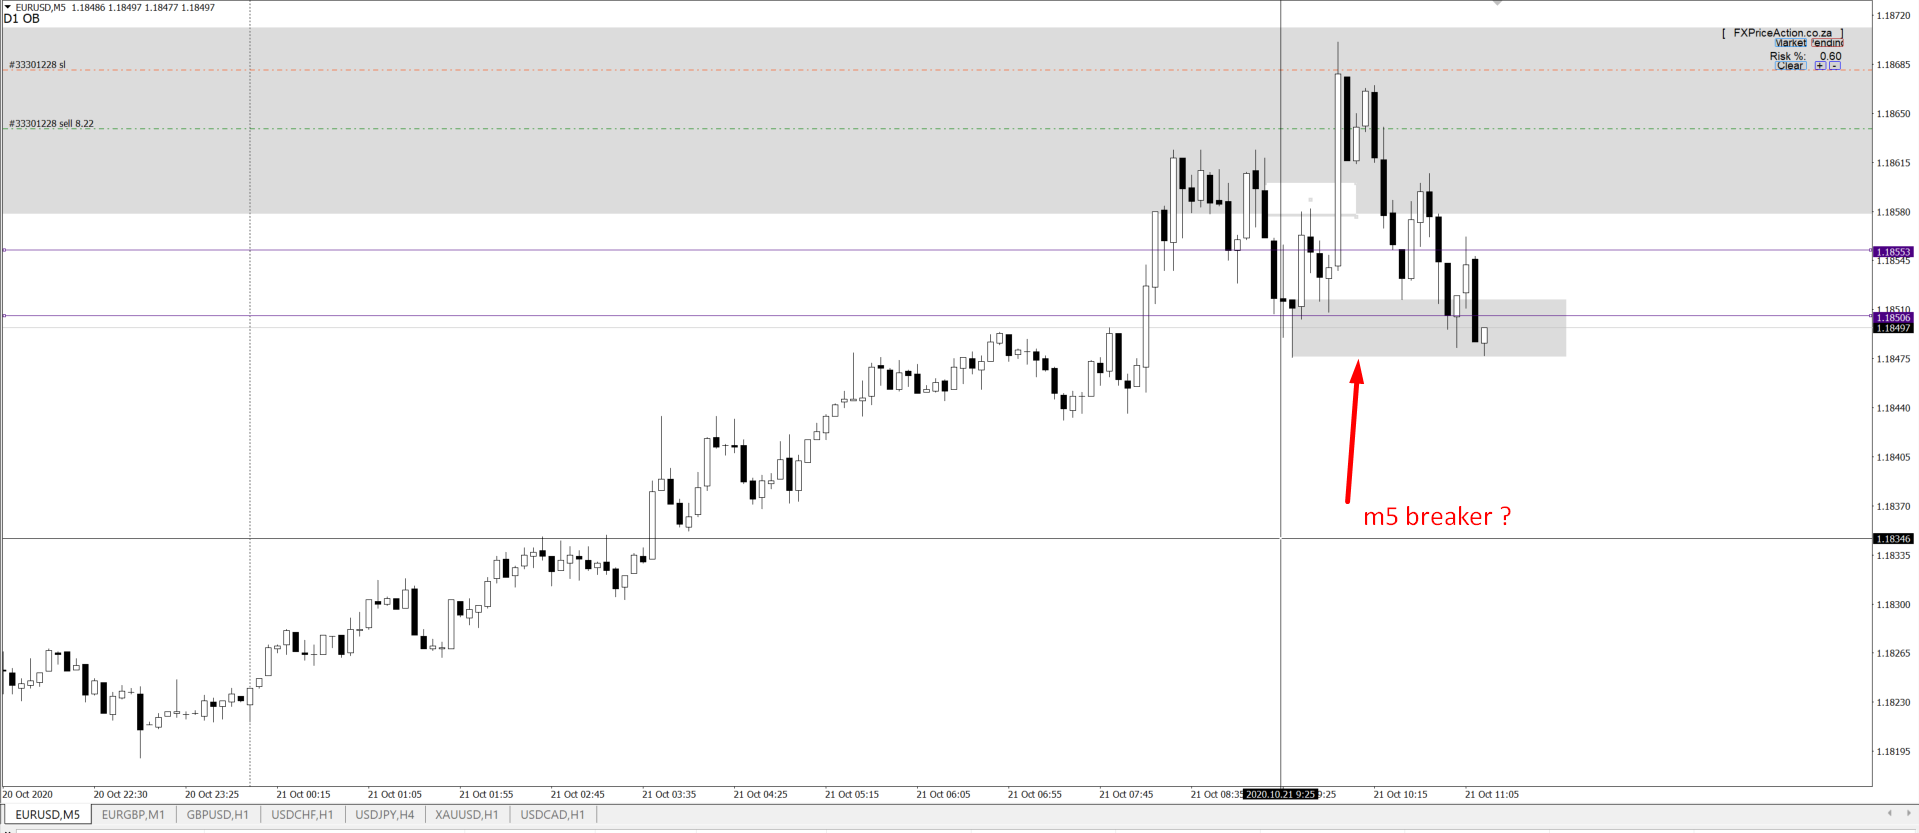 EURUSD,M5 1.18486 1.18497 1.18477 1.18497
D1 OB
[ FXPriceAction.co.za ]
Market
Risk %: 0.60
Clear + -
#33301228 sl
#33301228 sell 8.22
m5 breaker ?
1.18720
1.18685
1.18650
1.18615
1.18580
1.18553
1.18545
1.18510
1.18506
1.18497
1.18475
1.18440
1.18405
1.18370
1.18346
1.18335
1.18300
1.18265
1.18230
1.18195
20 Oct 2020 20 Oct 22:30 20 Oct 23:25 21 Oct 00:15 21 Oct 01:05 21 Oct 01:55 21 Oct 02:45 21 Oct 03:35 21 Oct 04:25 21 Oct 05:15 21 Oct 06:05 21 Oct 06:55 21 Oct 07:45 21 Oct 08:35 2020.10.21 9:25 9:25 21 Oct 10:15 21 Oct 11:05
EURUSD,M5 EURGBP,M1 GBPUSD,H1 USDCHF,H1 USDJPY,H4 XAUUSD,H1 USDCAD,H1